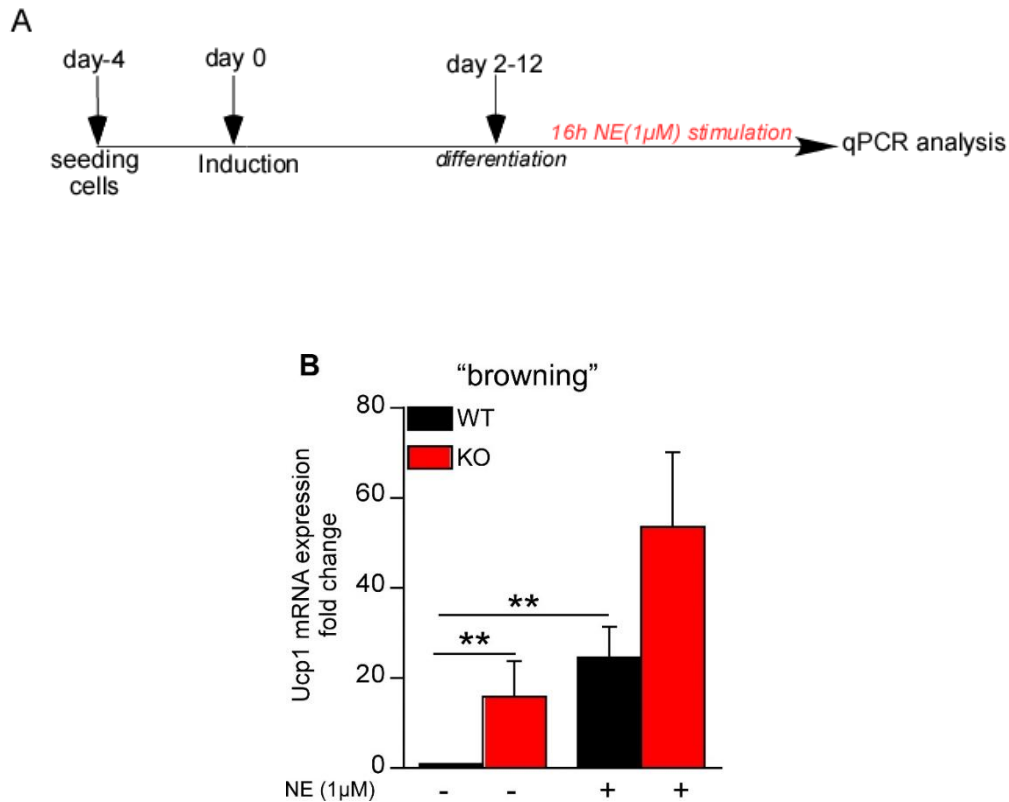 A
day-4
day 0
day 2-12
16h NE(1µM) stimulation
qPCR analysis
seeding
cells
Induction
differentiation
B
"browning"
80
WT
KO
60
Ucp1 mRNA expression
fold change
40
**
**
20
0
NE (1µM)
- - + +